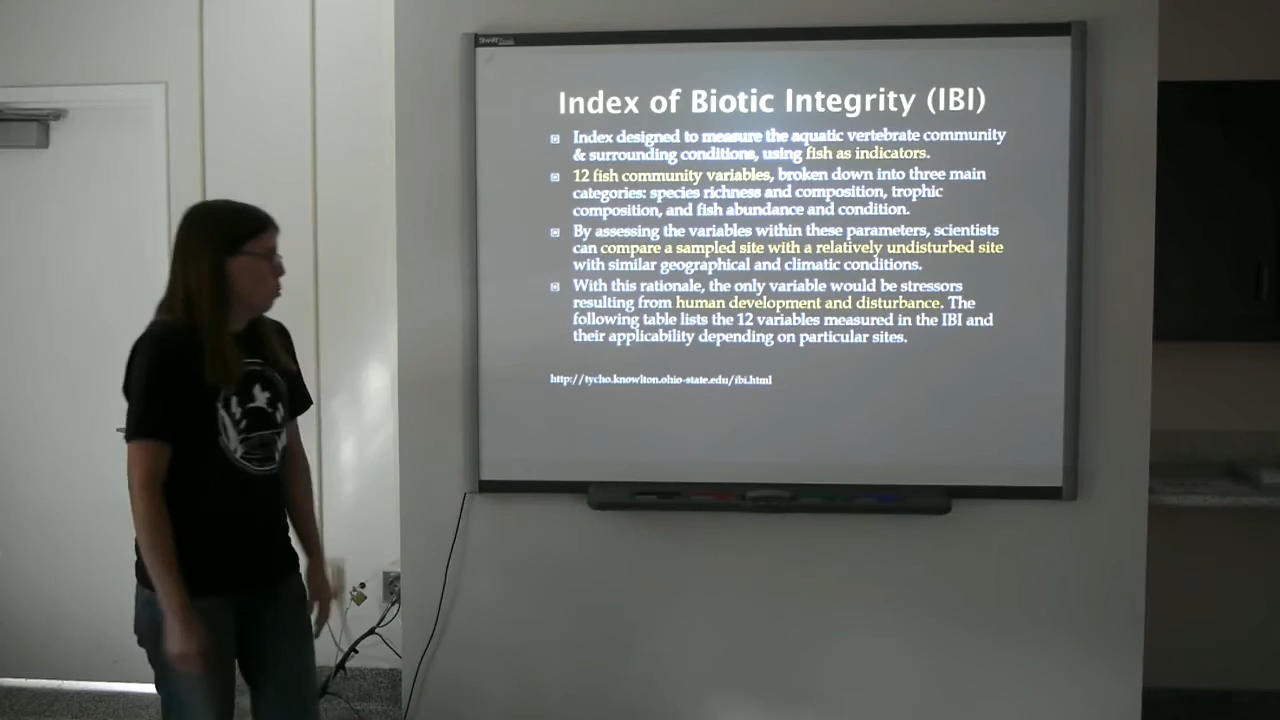 SMART
Index of Biotic Integrity (IBI)
Index designed to measure the aquatic vertebrate community
& surrounding conditions, using fish as indicators.
12 fish community variables, broken down into three main
categories: species richness and composition, trophic
composition, and fish abundance and condition.
By assessing the variables within these parameters, scientists
can compare a sampled site with a relatively undisturbed site
with similar geographical and climatic conditions.
With this rationale, the only variable would be stressors
resulting from human development and disturbance. The
following table lists the 12 variables measured in the IBI and
their applicability depending on particular sites.
http://tycho.knowlton.ohio-state.edu/ibi.html